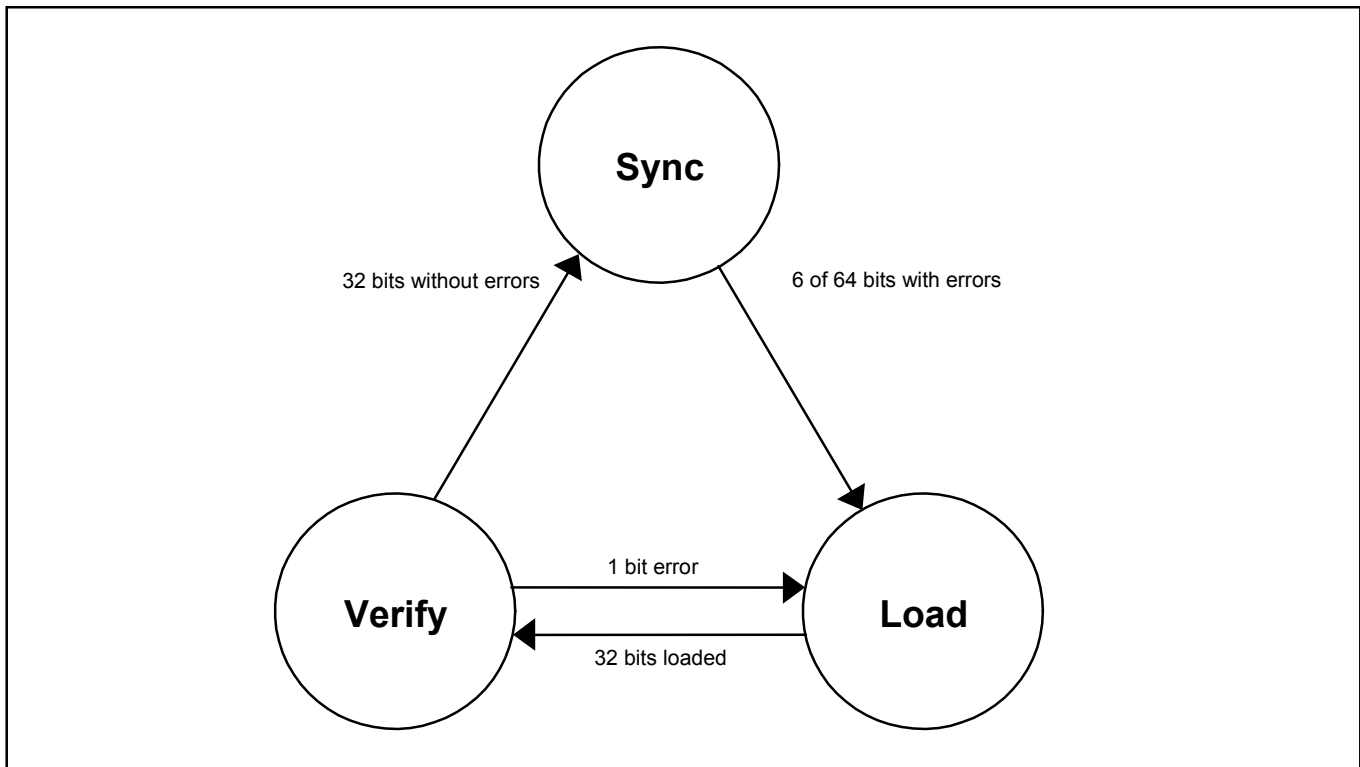 Sync
32 bits without errors
6 of 64 bits with errors
1 bit error
Verify
Load
32 bits loaded